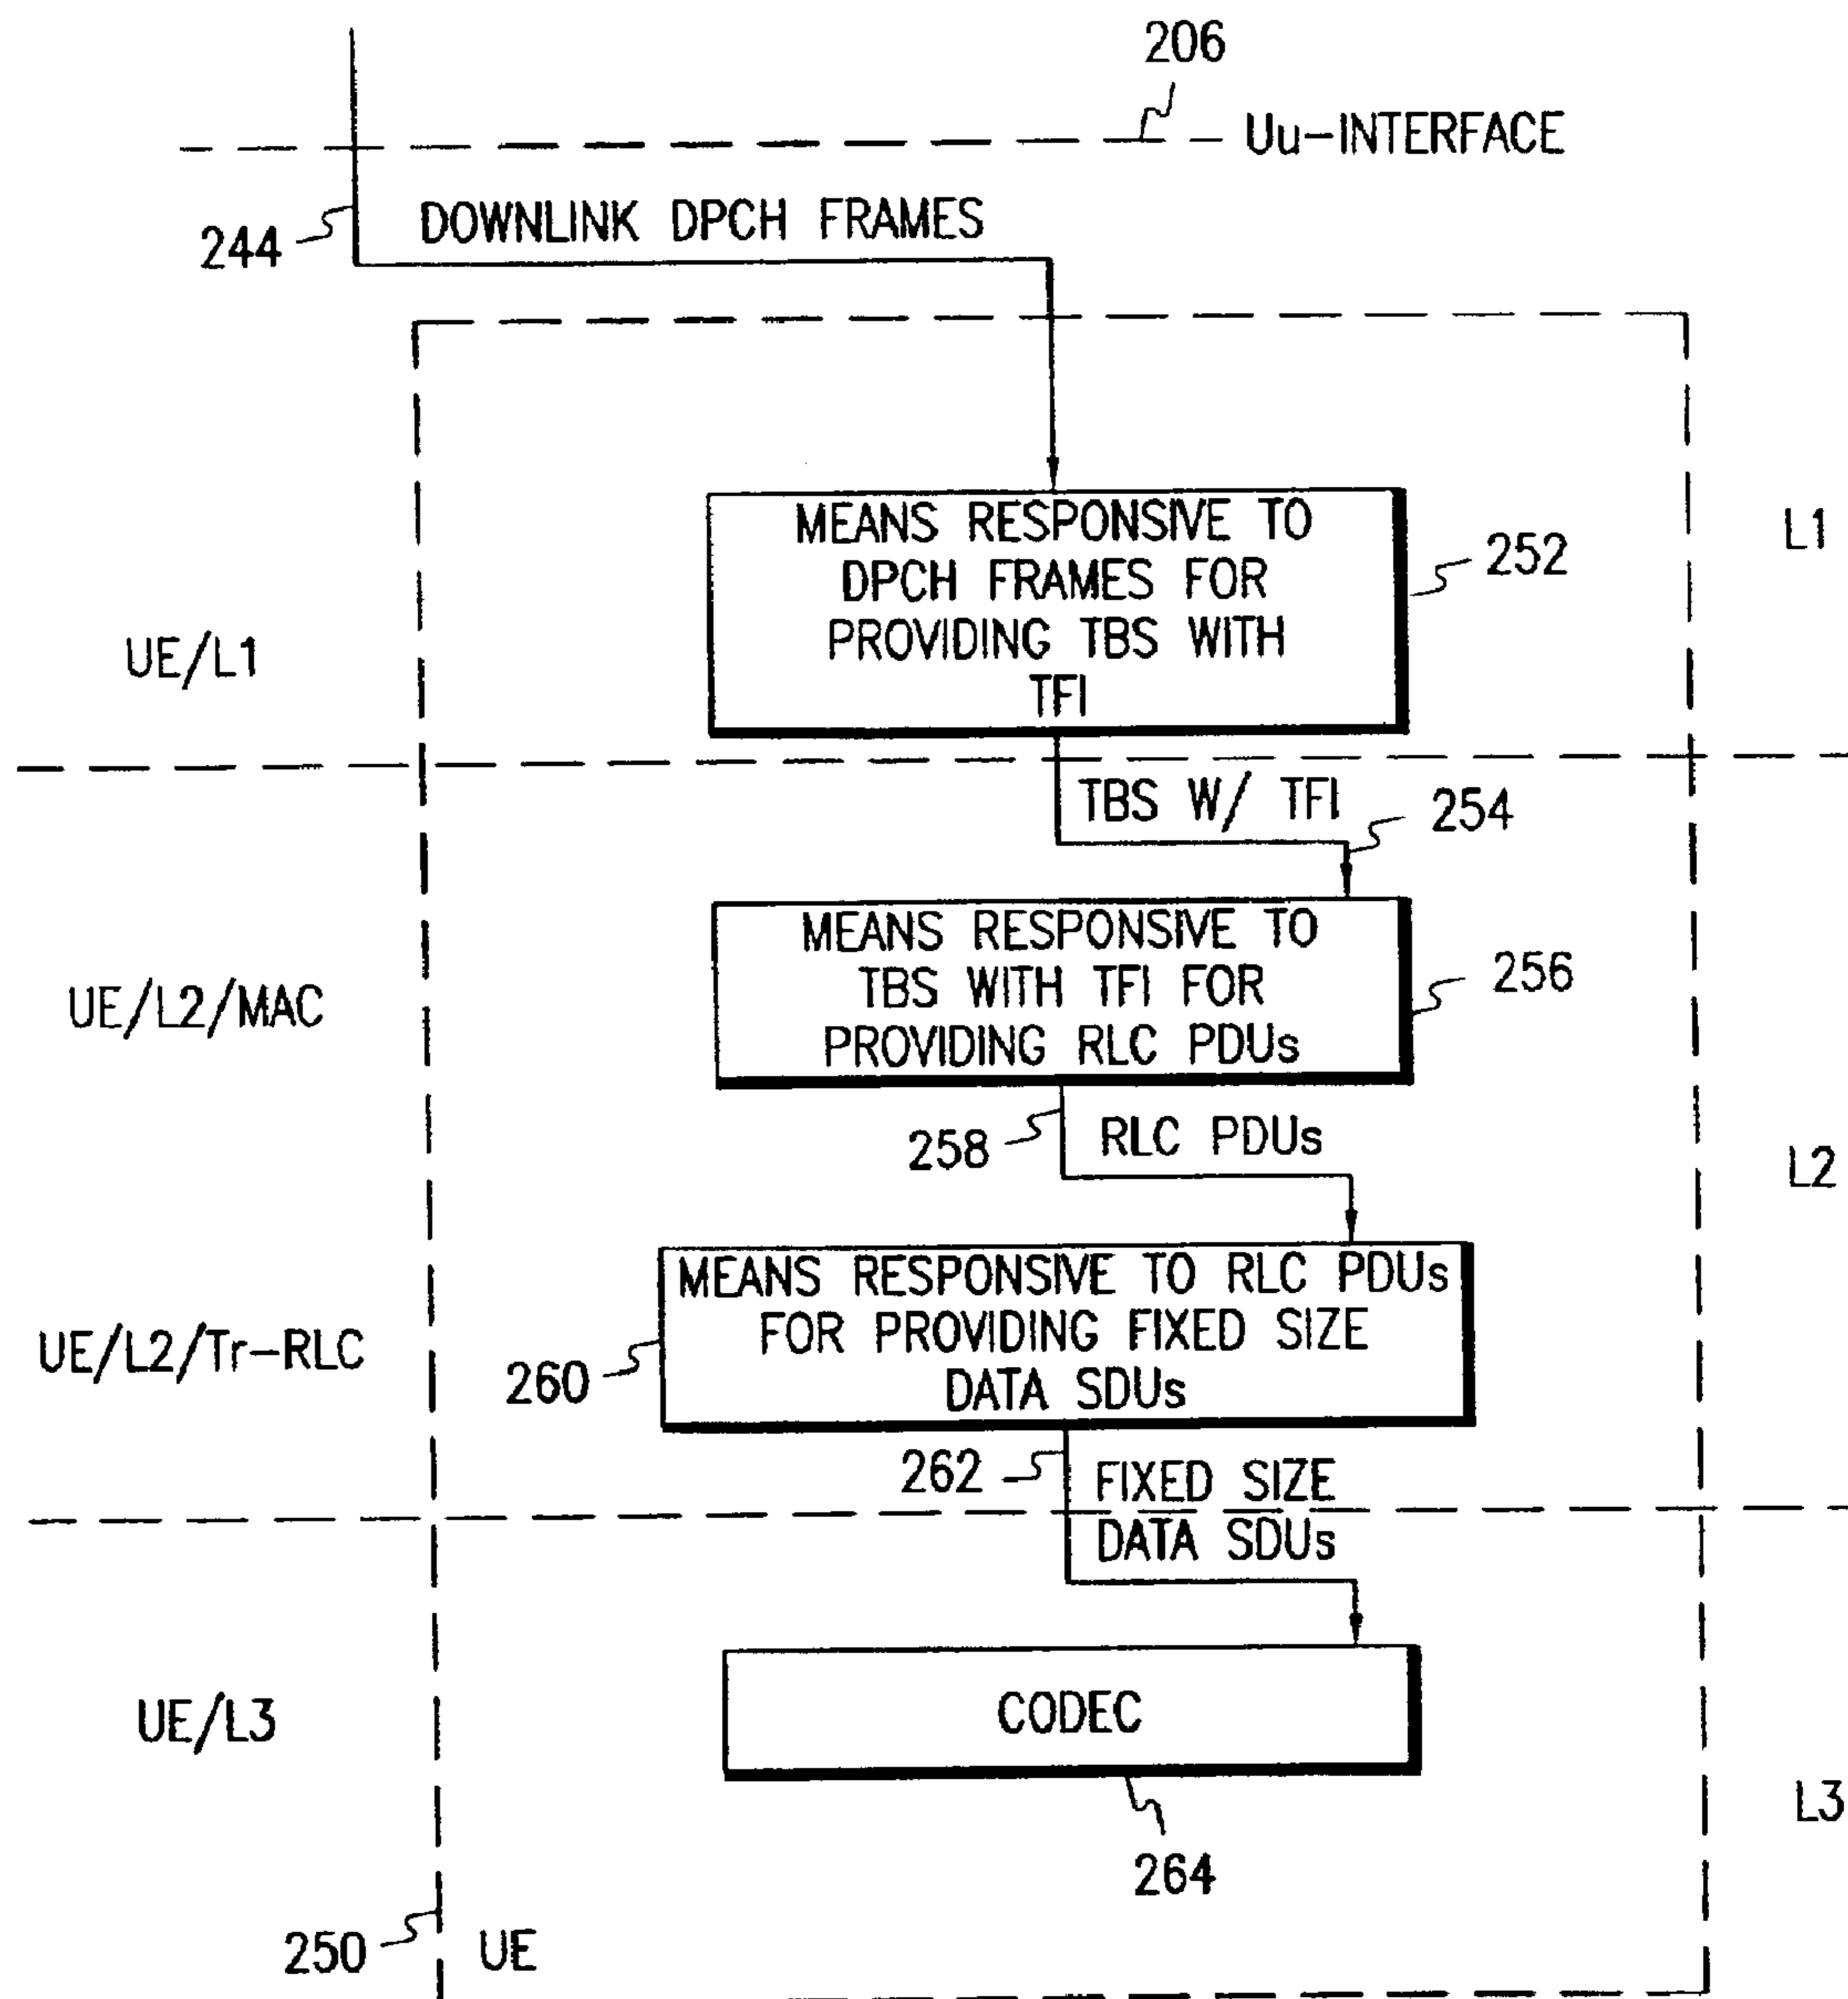 206
Uu-INTERFACE
244
DOWNLINK DPCH FRAMES
MEANS RESPONSIVE TO
DPCH FRAMES FOR
PROVIDING TBS WITH
TFI
252
L1
UE/L1
TBS W/ TFI
254
MEANS RESPONSIVE TO
TBS WITH TFI FOR
PROVIDING RLC PDUs
256
UE/L2/MAC
258
RLC PDUs
L2
MEANS RESPONSIVE TO RLC PDUs
FOR PROVIDING FIXED SIZE
DATA SDUs
UE/L2/Tr-RLC
260
262
FIXED SIZE
DATA SDUs
UE/L3
CODEC
L3
264
250
UE